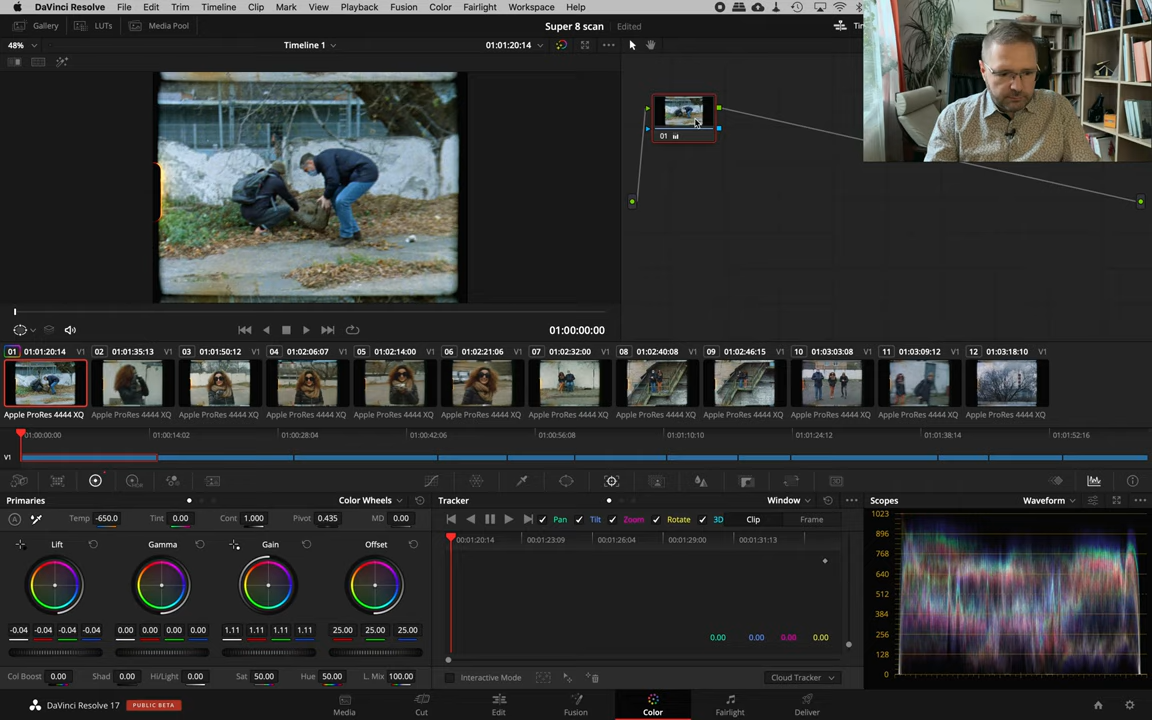 DaVinci Resolve File Edit Trim Timeline Clip Mark View Playback Fusion Color Fairlight Workspace Help
Gallery LUTs Media Pool Super 8 scan Edited
48% Timeline 1 01:01:20:14
01
01:00:00:00
01 01:01:20:14 V1 02 01:01:35:13 V1 03 01:01:50:12 V1 04 01:02:06:07 V1 05 01:02:14:00 V1 06 01:02:21:06 V1 07 01:02:32:00 V1 08 01:02:40:08 V1 09 01:02:46:15 V1 10 01:03:03:08 V1 11 01:03:09:12 V1 12 01:03:18:10 V1
Apple ProRes 4444 XQ Apple ProRes 4444 XQ Apple ProRes 4444 XQ Apple ProRes 4444 XQ Apple ProRes 4444 XQ Apple ProRes 4444 XQ Apple ProRes 4444 XQ Apple ProRes 4444 XQ Apple ProRes 4444 XQ Apple ProRes 4444 XQ Apple ProRes 4444 XQ Apple ProRes 4444 XQ
01:00:00:00 01:00:14:02 01:00:28:04 01:00:42:06 01:00:56:08 01:01:10:10 01:01:24:12 01:01:38:14 01:01:52:16
V1
Primaries Color Wheels Tracker Window Scopes Waveform
Temp -650.0 Tint 0.00 Cont 1.000 Pivot 0.435 MD 0.00 Pan Tilt Zoom Rotate 3D Clip Frame
Lift Gamma Gain Offset
00:01:20:14 00:01:23:09 00:01:26:04 00:01:29:00 00:01:31:13
1023
896
768
640
512
384
256
128
0
-0.04 -0.04 -0.04 -0.04 0.00 0.00 0.00 0.00 1.11 1.11 1.11 1.11 25.00 25.00 25.00
0.00 0.00 0.00 0.00
Col Boost 0.00 Shad 0.00 Hi/Light 0.00 Sat 50.00 Hue 50.00 L. Mix 100.00 Interactive Mode Cloud Tracker
DaVinci Resolve 17 PUBLIC BETA Media Cut Edit Fusion Color Fairlight Deliver